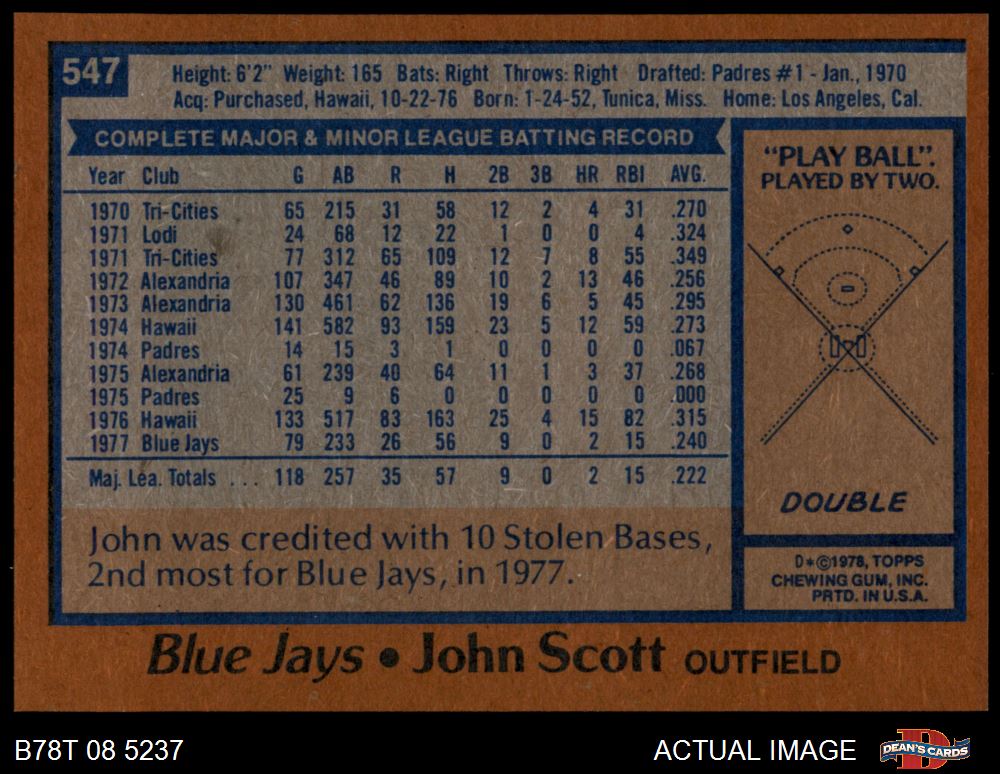 547
Height: 6'2" Weight: 165 Bats: Right Throws: Right Drafted: Padres #1 - Jan., 1970
Acq: Purchased, Hawaii, 10-22-76 Born: 1-24-52, Tunica, Miss. Home: Los Angeles, Cal.
COMPLETE MAJOR & MINOR LEAGUE BATTING RECORD
Year Club G AB R H 2B 3B HR RBI AVG.
1970 Tri-Cities 65 215 31 58 12 2 4 31 .270
1971 Lodi 24 68 12 22 1 0 0 4 .324
1971 Tri-Cities 77 312 65 109 12 7 8 55 .349
1972 Alexandria 107 347 46 89 10 2 13 46 .256
1973 Alexandria 130 461 62 136 19 6 5 45 .295
1974 Hawaii 141 582 93 159 23 5 12 59 .273
1974 Padres 14 15 3 1 0 0 0 0 .067
1975 Alexandria 61 239 40 64 11 1 3 37 .268
1975 Padres 25 9 6 0 0 0 0 0 .000
1976 Hawaii 133 517 83 163 25 4 15 82 .315
1977 Blue Jays 79 233 26 56 9 0 2 15 .240
Maj. Lea. Totals ... 118 257 35 57 9 0 2 15 .222
John was credited with 10 Stolen Bases,
2nd most for Blue Jays, in 1977.
"PLAY BALL".
PLAYED BY TWO.
DOUBLE
D*©1978, TOPPS
CHEWING GUM, INC.
PRTD. IN U.S.A.
Blue Jays • John Scott OUTFIELD
B78T 08 5237
ACTUAL IMAGE
DEAN'S CARDS